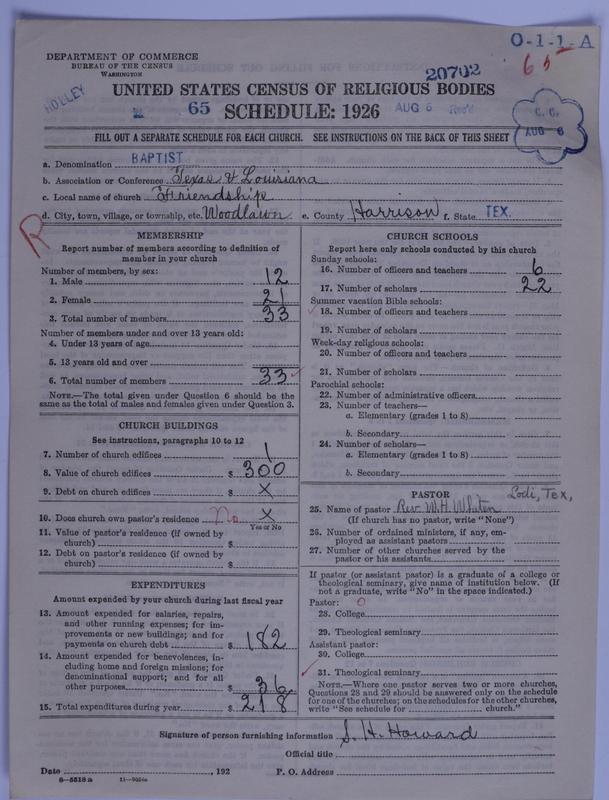 O-1-1-A
65
20702
DEPARTMENT OF COMMERCE
BUREAU OF THE CENSUS
WASHINGTON
HOLLEY
UNITED STATES CENSUS OF RELIGIOUS BODIES
65 SCHEDULE: 1926 AUG 6 Rec'd
C. C.
AUG 6
FILL OUT A SEPARATE SCHEDULE FOR EACH CHURCH. SEE INSTRUCTIONS ON THE BACK OF THIS SHEET
a. Denomination BAPTIST
b. Association or Conference Texas & Louisiana
c. Local name of church Friendship
d. City, town, village, or township, etc. Woodlawn e. County Harrison f. State TEX.
R
MEMBERSHIP
Report number of members according to definition of
member in your church
Number of members, by sex:
1. Male 12
2. Female 21
3. Total number of members 33
Number of members under and over 13 years old:
4. Under 13 years of age
5. 13 years old and over
6. Total number of members 33
NOTE.—The total given under Question 6 should be the
same as the total of males and females given under Question 3.
CHURCH BUILDINGS
See instructions, paragraphs 10 to 12
7. Number of church edifices 1
8. Value of church edifices $ 300
9. Debt on church edifices $ X
10. Does church own pastor's residence no X
Yes or No
11. Value of pastor's residence (if owned by
church) $
12. Debt on pastor's residence (if owned by
church) $
EXPENDITURES
Amount expended by your church during last fiscal year
13. Amount expended for salaries, repairs,
and other running expenses; for im-
provements or new buildings; and for
payments on church debt $ 182
14. Amount expended for benevolences, in-
cluding home and foreign missions; for
denominational support; and for all
other purposes $ 36
15. Total expenditures during year $ 218
CHURCH SCHOOLS
Report here only schools conducted by this church
Sunday schools:
16. Number of officers and teachers 6
17. Number of scholars 22
Summer vacation Bible schools:
18. Number of officers and teachers
19. Number of scholars
Week-day religious schools:
20. Number of officers and teachers
21. Number of scholars
Parochial schools:
22. Number of administrative officers
23. Number of teachers—
a. Elementary (grades 1 to 8)
b. Secondary
24. Number of scholars—
a. Elementary (grades 1 to 8)
b. Secondary
PASTOR Lodi, Tex,
25. Name of pastor Rev. W. H.
(If church has no pastor, write "None")
26. Number of ordained ministers, if any, em-
ployed as assistant pastors
27. Number of other churches served by the
pastor or his assistants
If pastor (or assistant pastor) is a graduate of a college or
theological seminary, give name of institution below. (If
not a graduate, write "No" in the space indicated.)
Pastor: 0
28. College
29. Theological seminary
Assistant pastor:
30. College
31. Theological seminary
NOTE.—Where one pastor serves two or more churches,
Questions 28 and 29 should be answered only on the schedule
for one of the churches; on the schedules for the other churches,
write "See schedule for church."
Signature of person furnishing information S. H. Howard
Official title
Date , 192 P. O. Address
8—5518 a